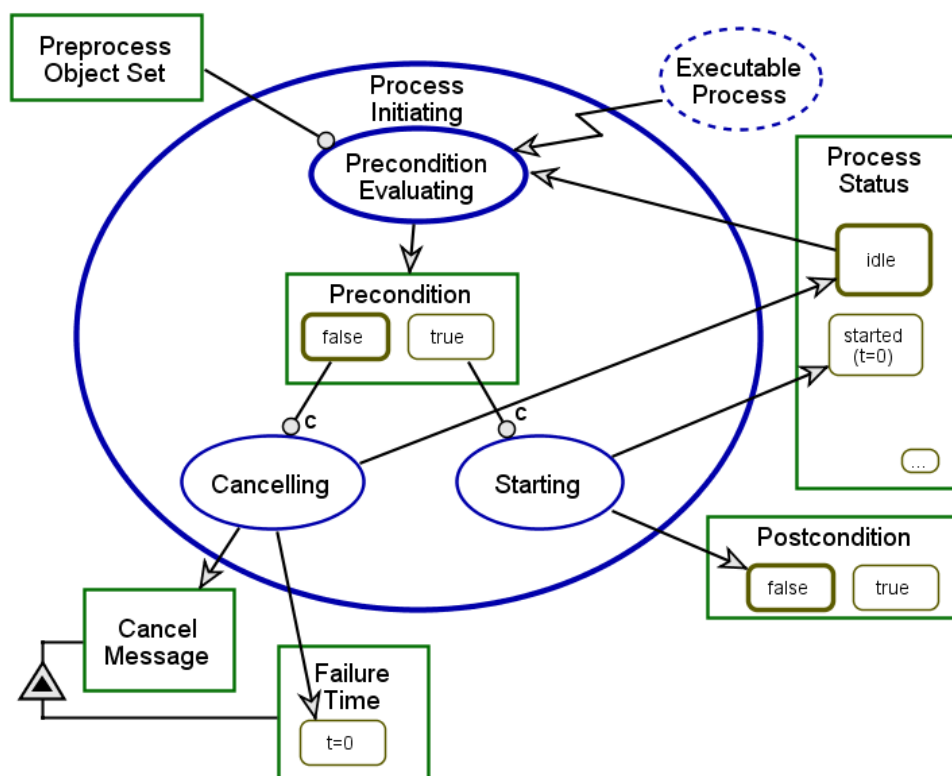 Preprocess
Object Set
Process
Initiating
Executable
Process
Precondition
Evaluating
Process
Status
idle
started
(t=0)
...
Precondition
false
true
c
c
Cancelling
Starting
Postcondition
false
true
Cancel
Message
Failure
Time
t=0